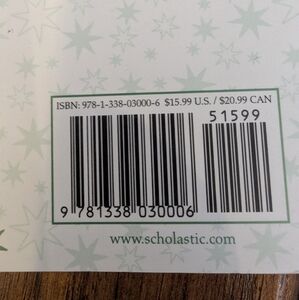 ISBN: 978-1-338-03000-6 $15.99 U.S. / $20.99 CAN
51599
9 781338 030006
www.scholastic.com